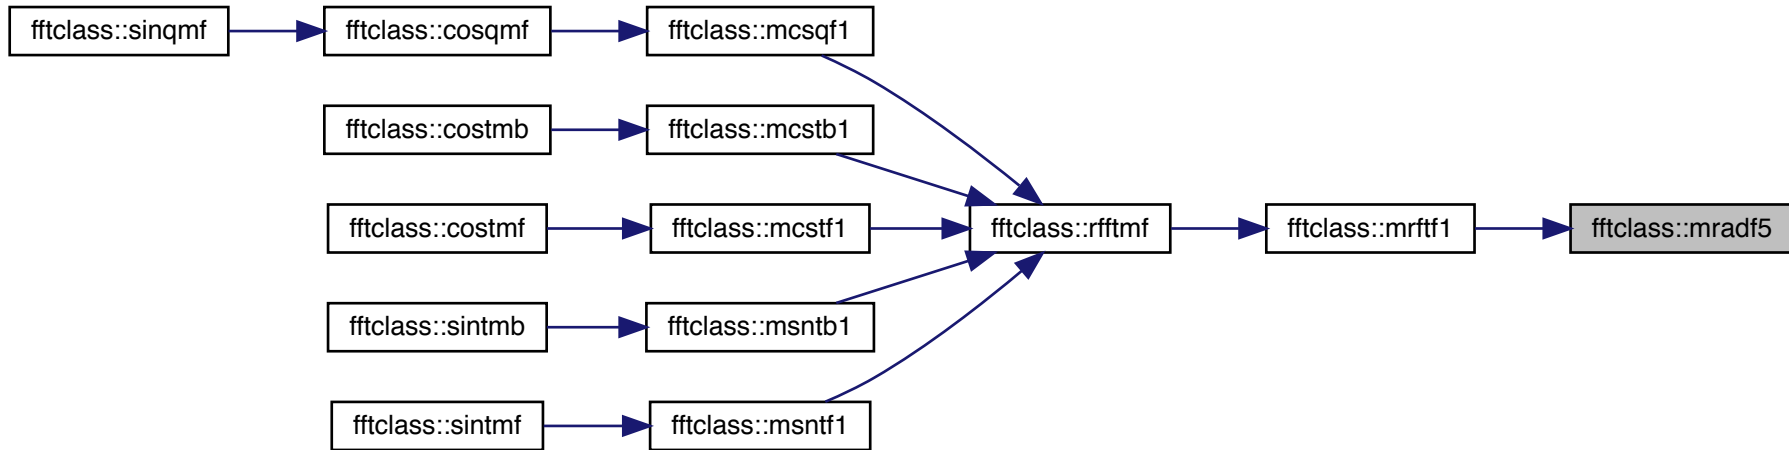 fftclass::sinqmf
fftclass::cosqmf
fftclass::mcsqf1
fftclass::costmb
fftclass::mcstb1
fftclass::costmf
fftclass::mcstf1
fftclass::rfftmf
fftclass::mrftf1
fftclass::mradf5
fftclass::sintmb
fftclass::msntb1
fftclass::sintmf
fftclass::msntf1